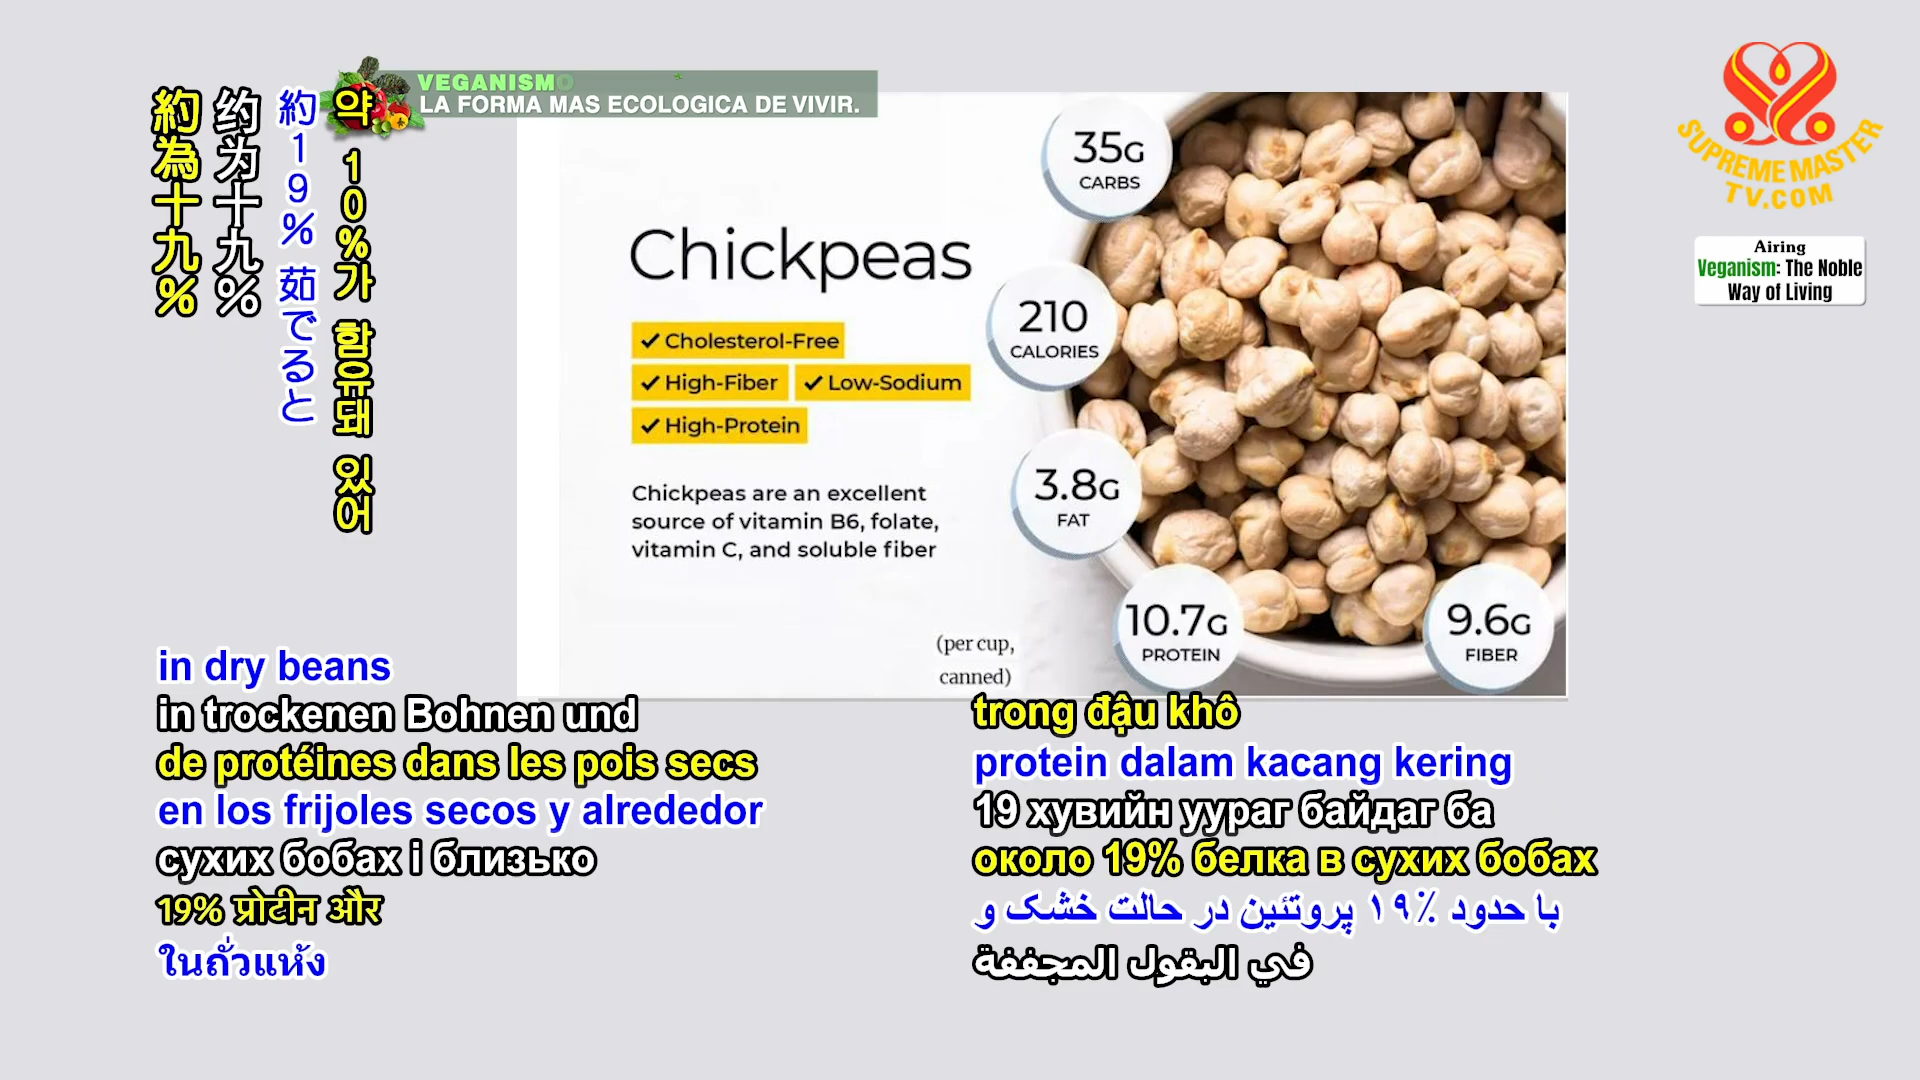 VEGANISMO
LA FORMA MAS ECOLOGICA DE VIVIR.
約為十九%
约为十九%
約19% 茹でると
약 10%가 함유돼 있어
SUPREME MASTER
TV.COM
Airing
Veganism: The Noble
Way of Living
Chickpeas
✓ Cholesterol-Free
✓ High-Fiber
✓ Low-Sodium
✓ High-Protein
Chickpeas are an excellent
source of vitamin B6, folate,
vitamin C, and soluble fiber
35G
CARBS
210
CALORIES
3.8G
FAT
10.7G
PROTEIN
9.6G
FIBER
(per cup,
canned)
in dry beans
in trockenen Bohnen und
de protéines dans les pois secs
en los frijoles secos y alrededor
сухих бобах і близько
19% प्रोटीन और
ในถั่วแห้ง
trong đậu khô
protein dalam kacang kering
19 хувийн уураг байдаг ба
около 19% белка в сухих бобах
با حدود ۱۹٪ پروتئین در حالت خشک و
في البقول المجففة